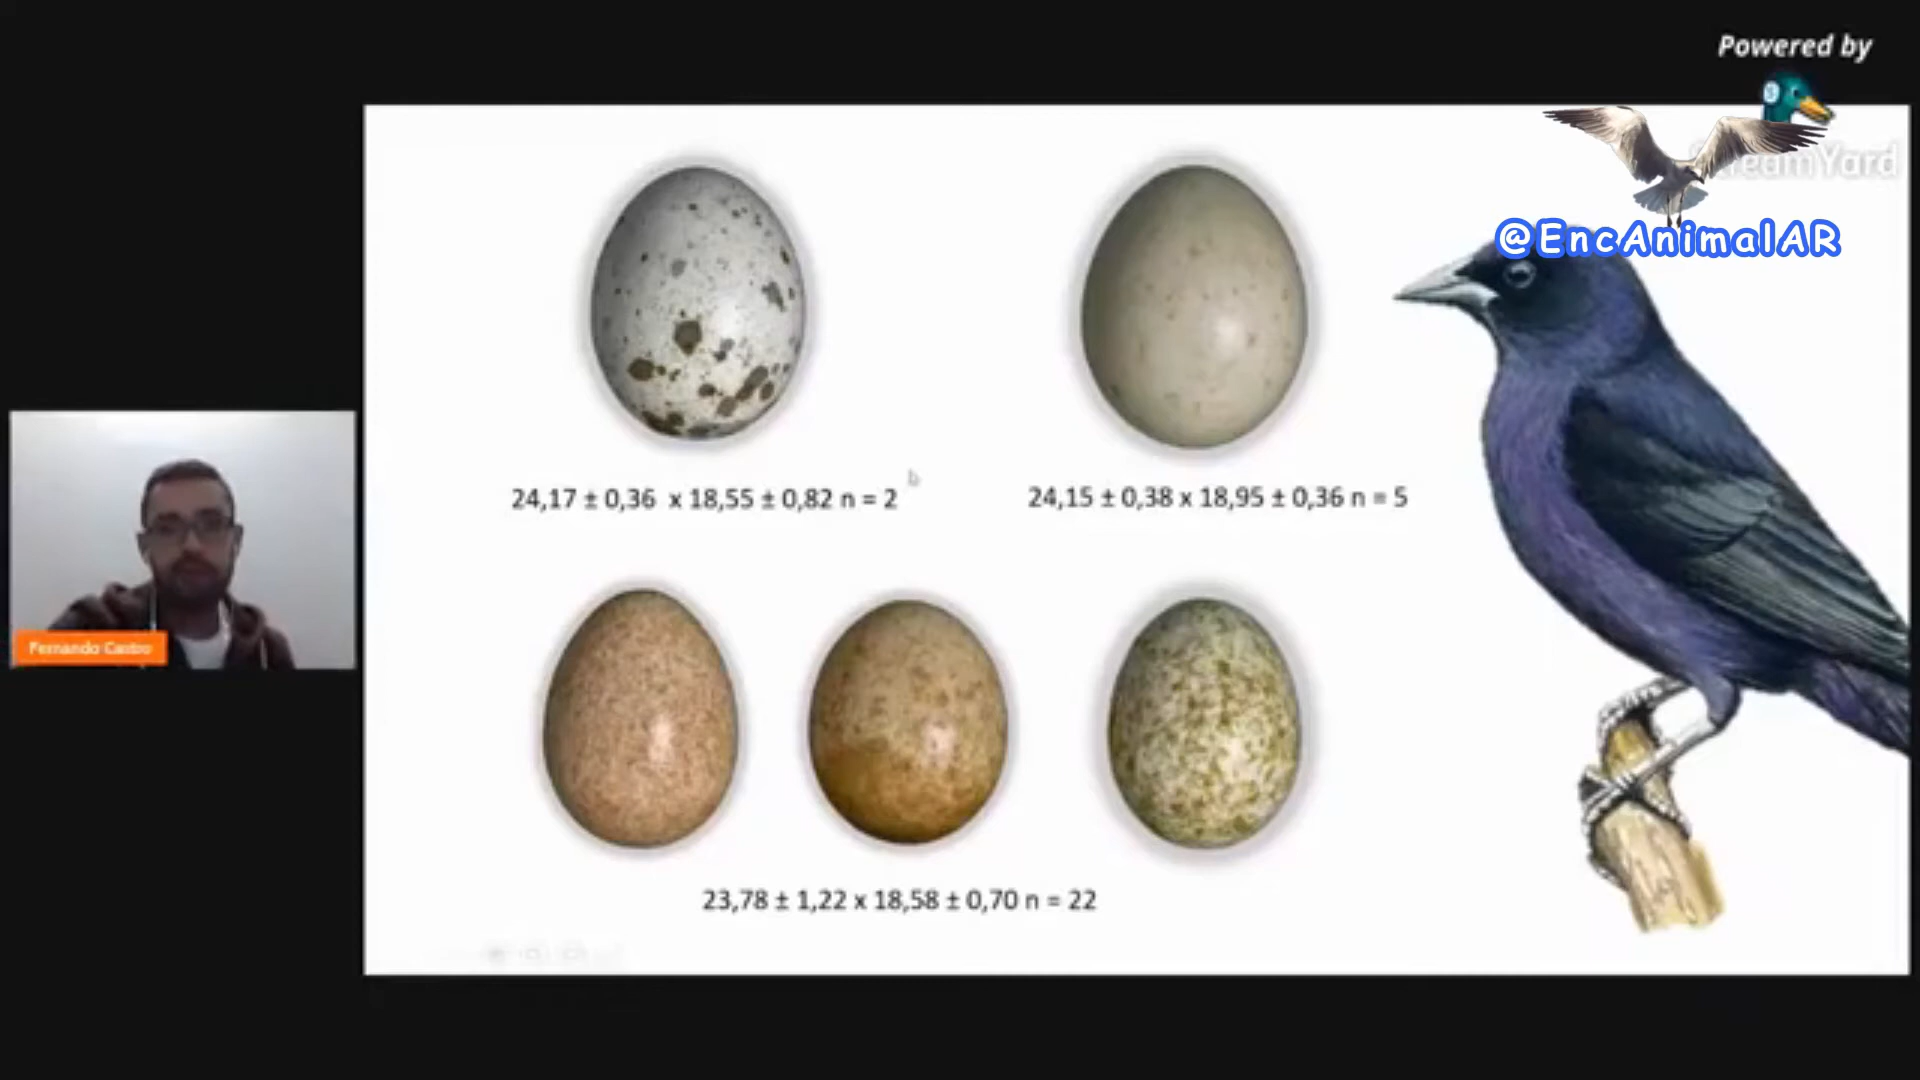 Powered by
StreamYard
@EncAnimalAR
24,17 ± 0,36 x 18,55 ± 0,82 n = 2
24,15 ± 0,38 x 18,95 ± 0,36 n = 5
Fernando Castro
23,78 ± 1,22 x 18,58 ± 0,70 n = 22